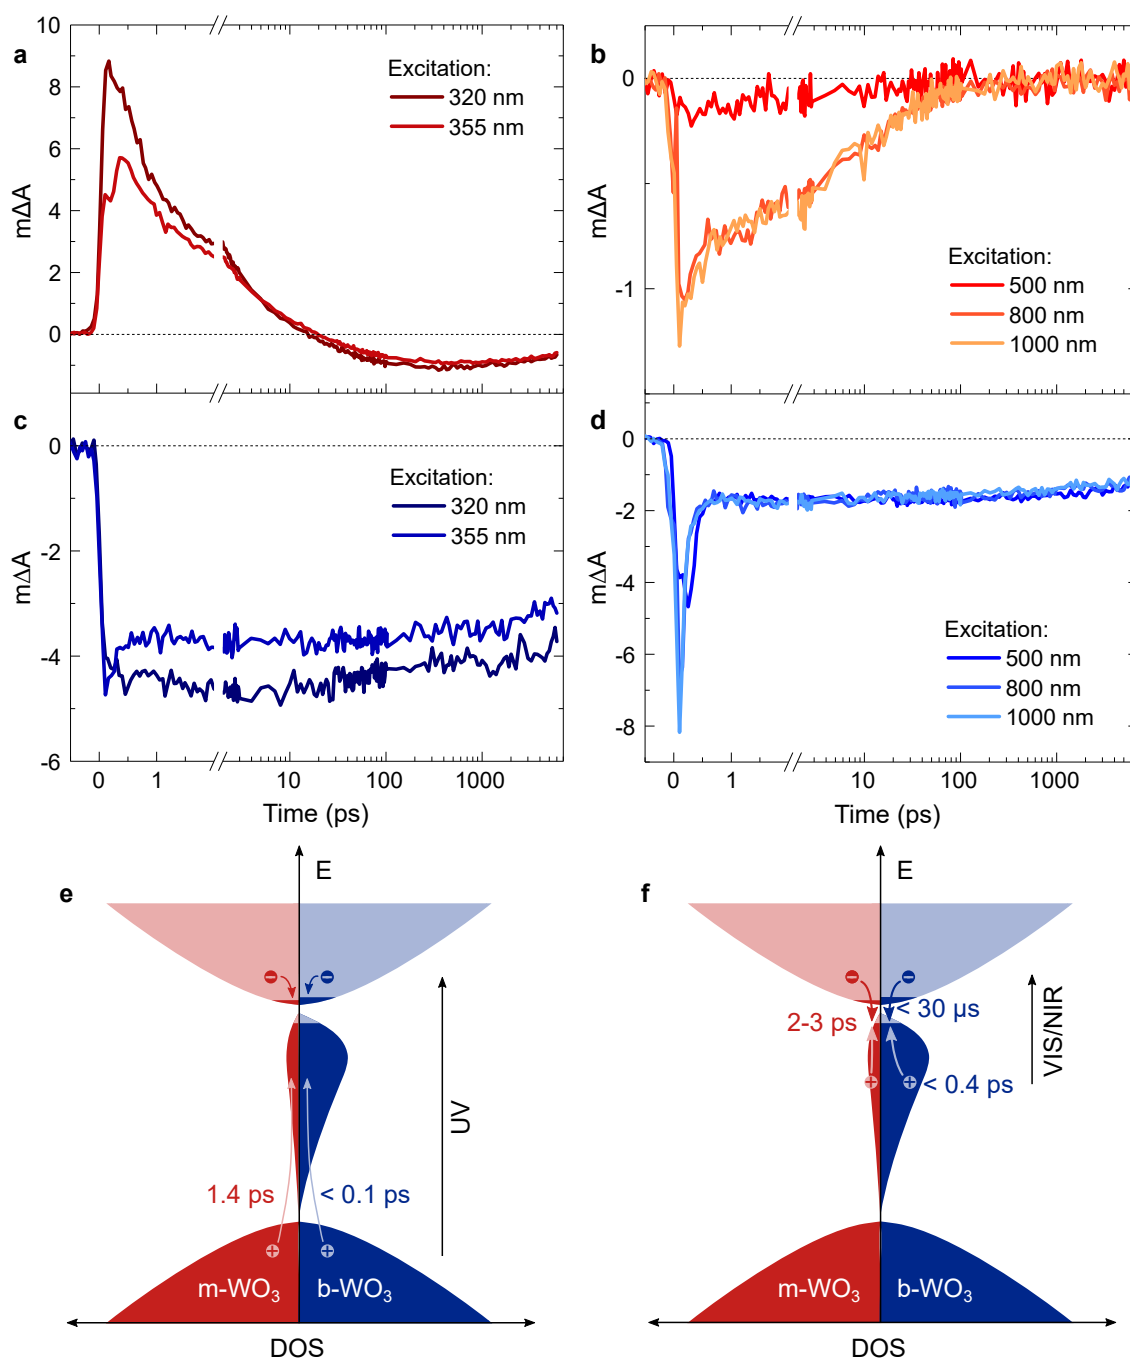 a
mΔA
10
8
6
4
2
0
Excitation:
320 nm
355 nm
b
mΔA
0
-1
Excitation:
500 nm
800 nm
1000 nm
c
mΔA
0
-2
-4
-6
Excitation:
320 nm
355 nm
0 1 10 100 1000
Time (ps)
d
mΔA
0
-2
-4
-6
-8
Excitation:
500 nm
800 nm
1000 nm
0 1 10 100 1000
Time (ps)
e
E
−
−
UV
1.4 ps
< 0.1 ps
+
+
m-WO₃
b-WO₃
DOS
f
E
−
−
2-3 ps
< 30 µs
VIS/NIR
+
+
< 0.4 ps
m-WO₃
b-WO₃
DOS